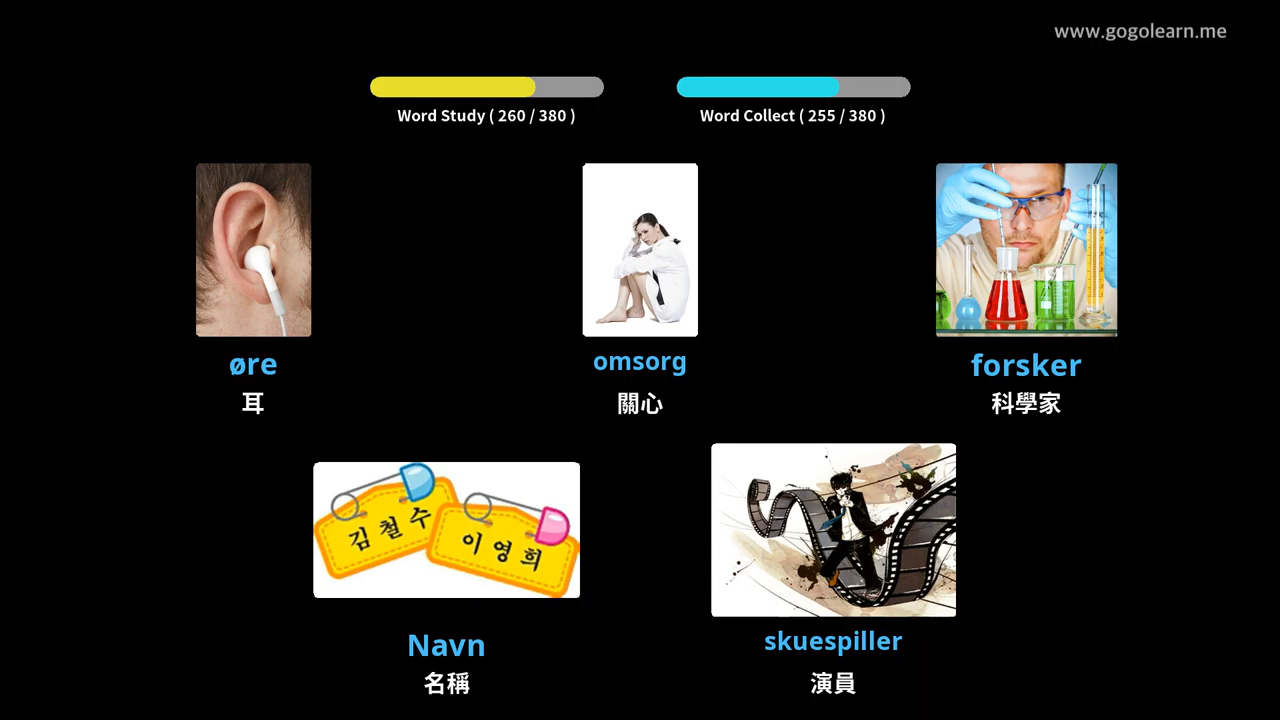 www.gogolearn.me
Word Study ( 260 / 380 )
Word Collect ( 255 / 380 )
øre
耳
omsorg
關心
forsker
科學家
김철수
이영희
Navn
名稱
skuespiller
演員